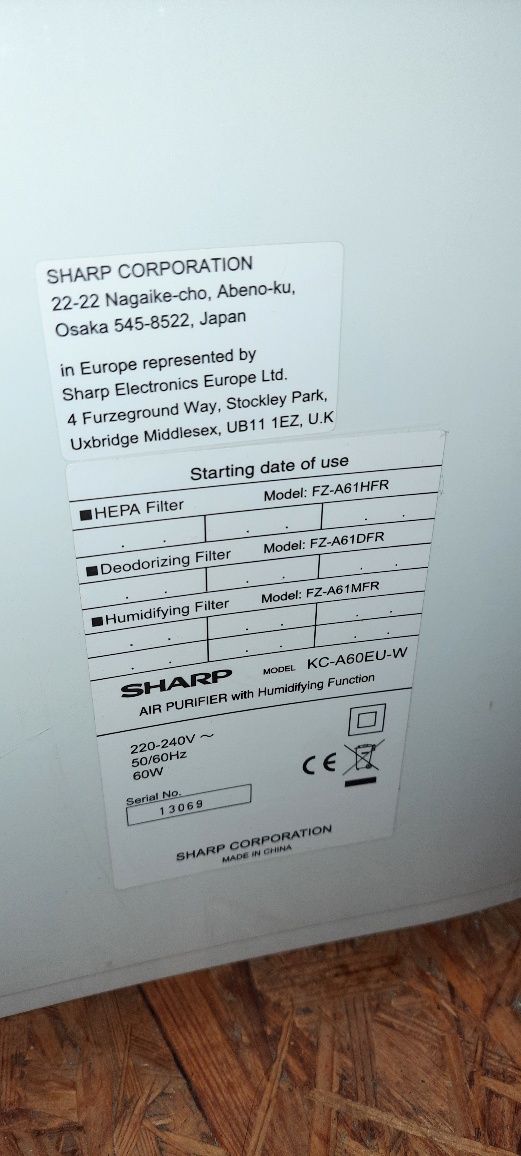 SHARP CORPORATION
22-22 Nagaike-cho, Abeno-ku,
Osaka 545-8522, Japan
in Europe represented by
Sharp Electronics Europe Ltd.
4 Furzeground Way, Stockley Park,
Uxbridge Middlesex, UB11 1EZ, U.K
Starting date of use
■HEPA Filter Model: FZ-A61HFR
■Deodorizing Filter Model: FZ-A61DFR
■Humidifying Filter Model: FZ-A61MFR
SHARP MODEL KC-A60EU-W
AIR PURIFIER with Humidifying Function
220-240V ~
50/60Hz
60W
CE
Serial No.
13069
SHARP CORPORATION
MADE IN CHINA